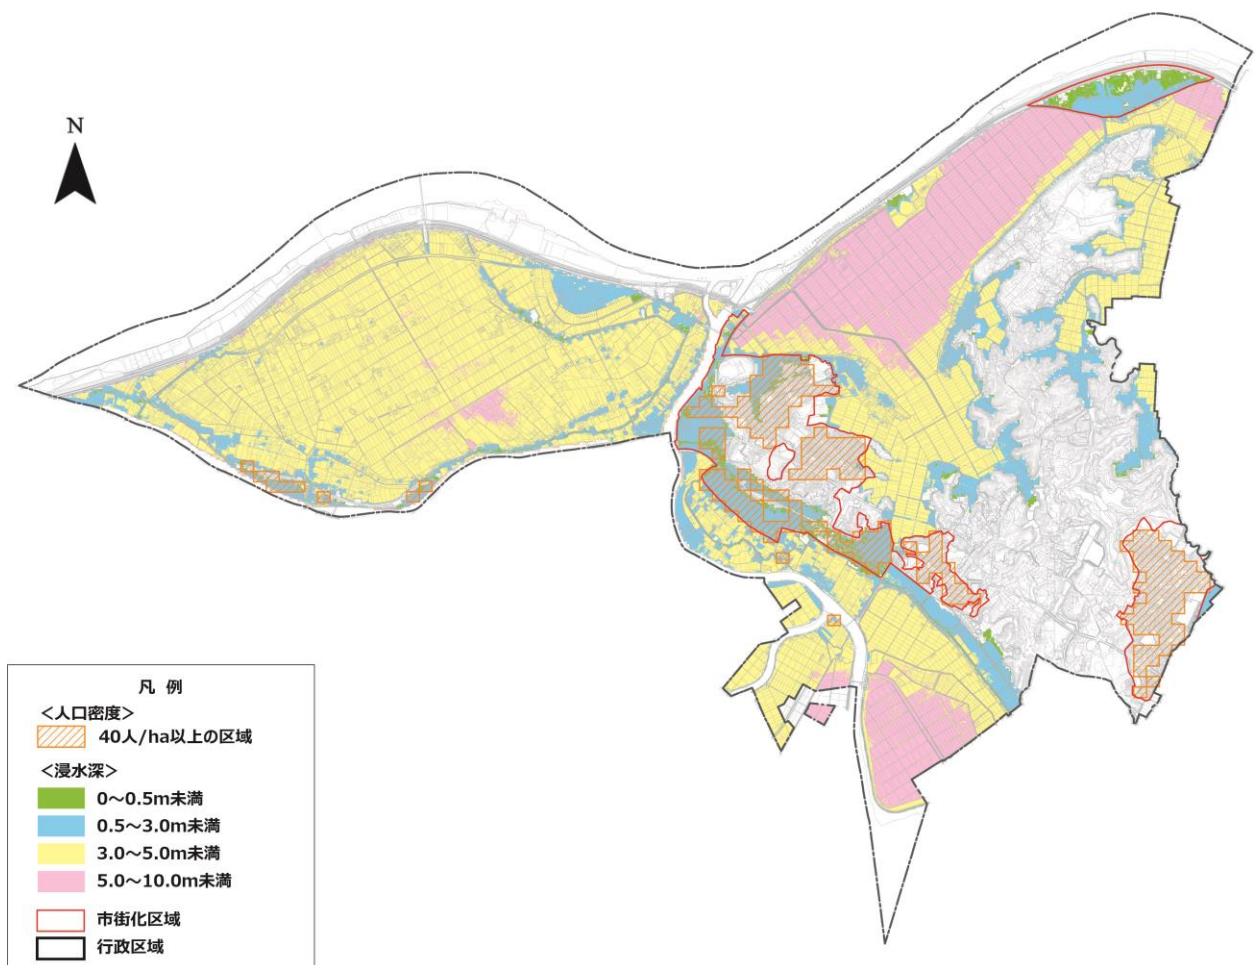 N
凡 例
＜人口密度＞
40人/ha以上の区域
＜浸水深＞
0～0.5m未満
0.5～3.0m未満
3.0～5.0m未満
5.0～10.0m未満
市街化区域
行政区域